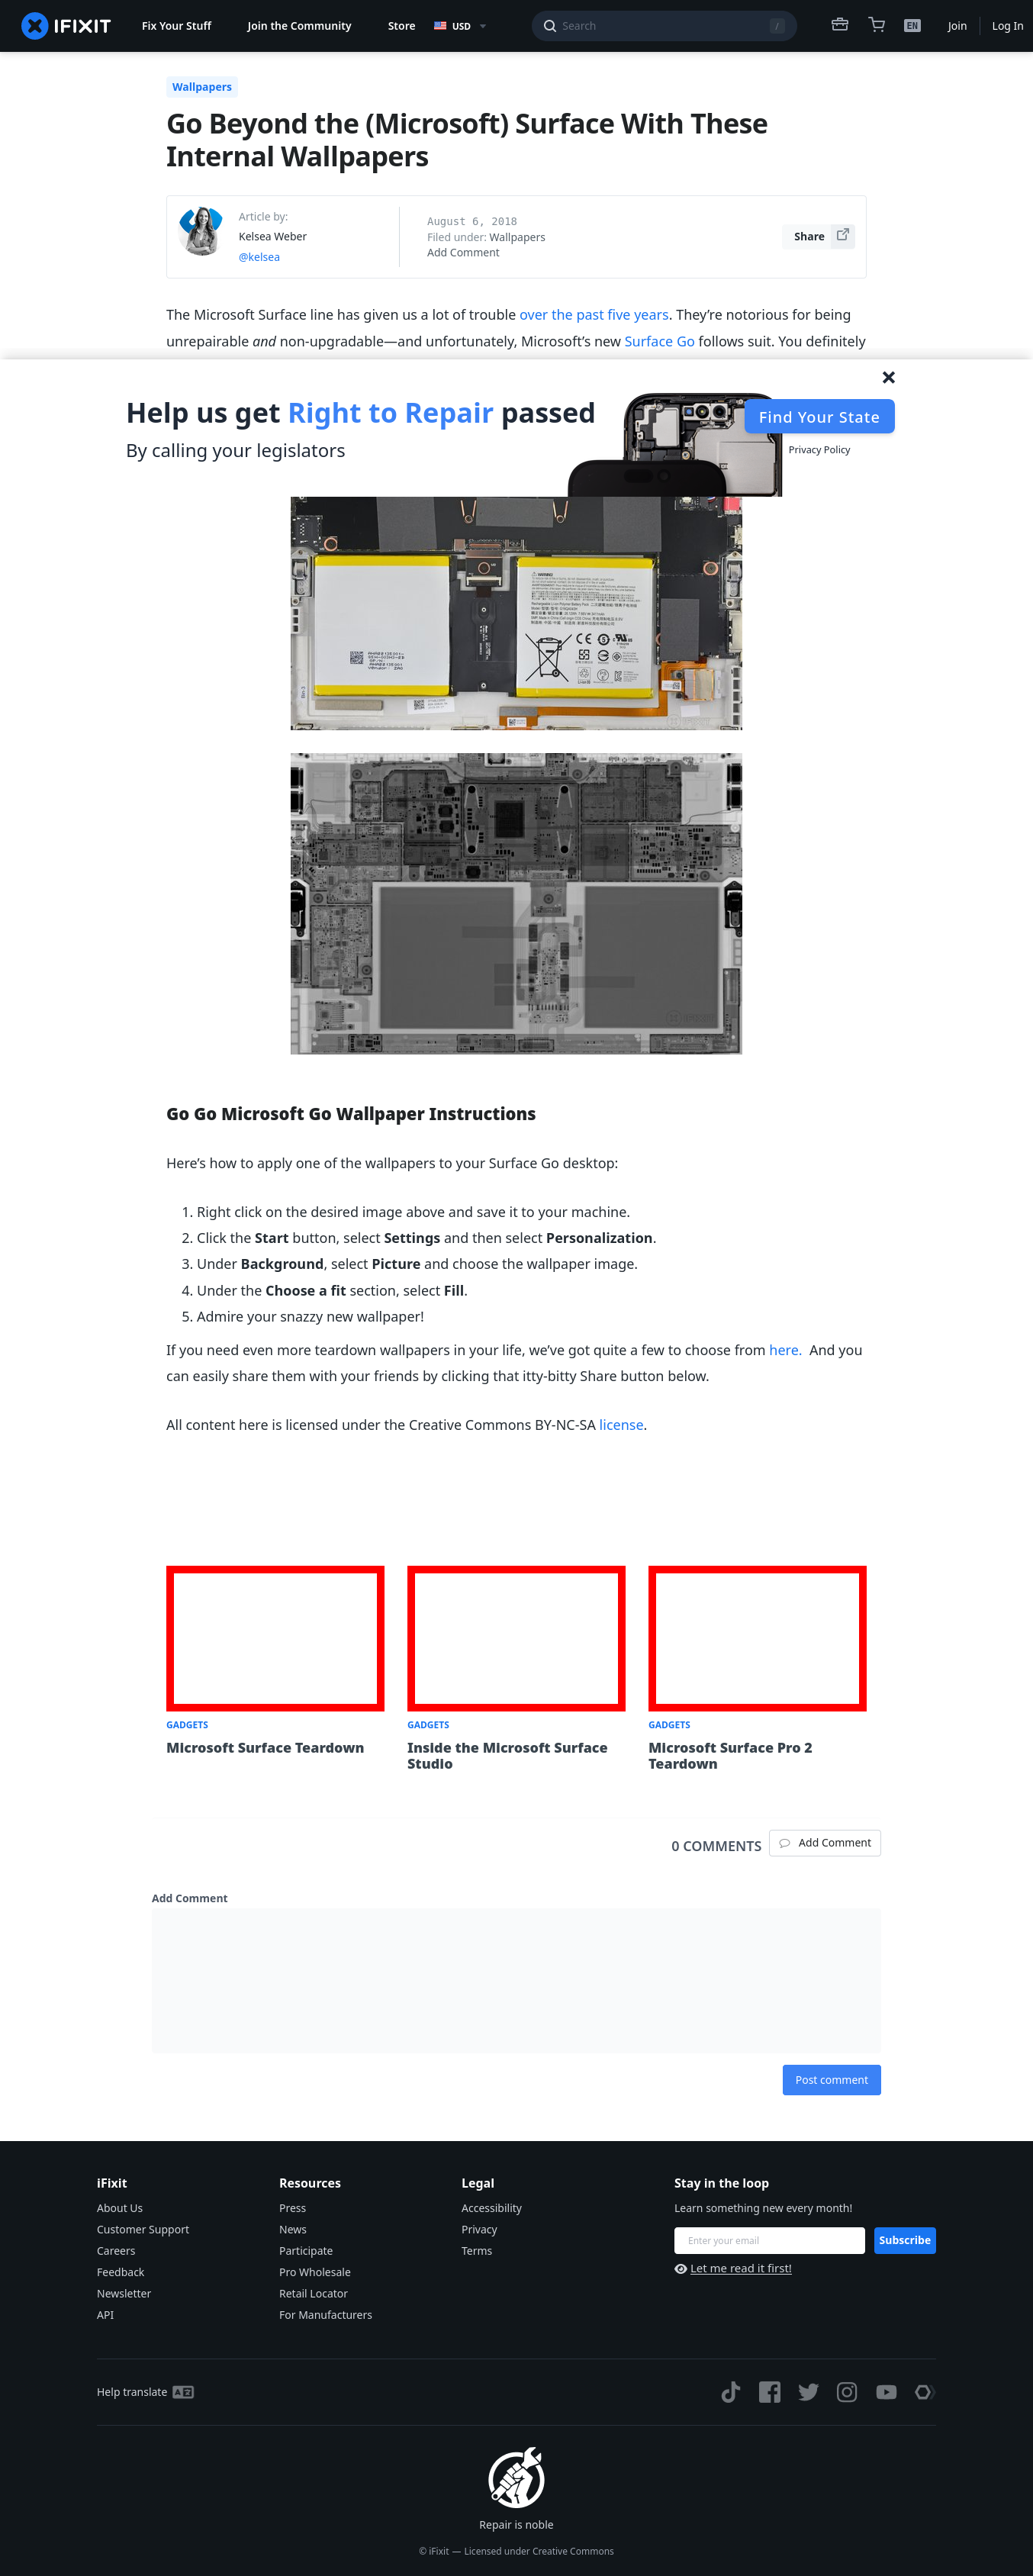 IFIXIT
Fix Your Stuff
Join the Community
Store
USD
Search
/
EN
Join
Log In
Wallpapers
Go Beyond the (Microsoft) Surface With These
Internal Wallpapers
Article by:
Kelsea Weber
@kelsea
August 6, 2018
Filed under: Wallpapers
Add Comment
Share
The Microsoft Surface line has given us a lot of trouble over the past five years. They’re notorious for being
unrepairable and non-upgradable—and unfortunately, Microsoft’s new Surface Go follows suit. You definitely
Help us get Right to Repair passed
By calling your legislators
Find Your State
Privacy Policy
WARNING
Go Go Microsoft Go Wallpaper Instructions
Here’s how to apply one of the wallpapers to your Surface Go desktop:
1. Right click on the desired image above and save it to your machine.
2. Click the Start button, select Settings and then select Personalization.
3. Under Background, select Picture and choose the wallpaper image.
4. Under the Choose a fit section, select Fill.
5. Admire your snazzy new wallpaper!
If you need even more teardown wallpapers in your life, we’ve got quite a few to choose from here. And you
can easily share them with your friends by clicking that itty-bitty Share button below.
All content here is licensed under the Creative Commons BY-NC-SA license.
GADGETS
Microsoft Surface Teardown
GADGETS
Inside the Microsoft Surface
Studio
GADGETS
Microsoft Surface Pro 2
Teardown
0 COMMENTS
Add Comment
Add Comment
Post comment
iFixit
About Us
Customer Support
Careers
Feedback
Newsletter
API
Resources
Press
News
Participate
Pro Wholesale
Retail Locator
For Manufacturers
Legal
Accessibility
Privacy
Terms
Stay in the loop
Learn something new every month!
Enter your email
Subscribe
Let me read it first!
Help translate
Repair is noble
© iFixit — Licensed under Creative Commons